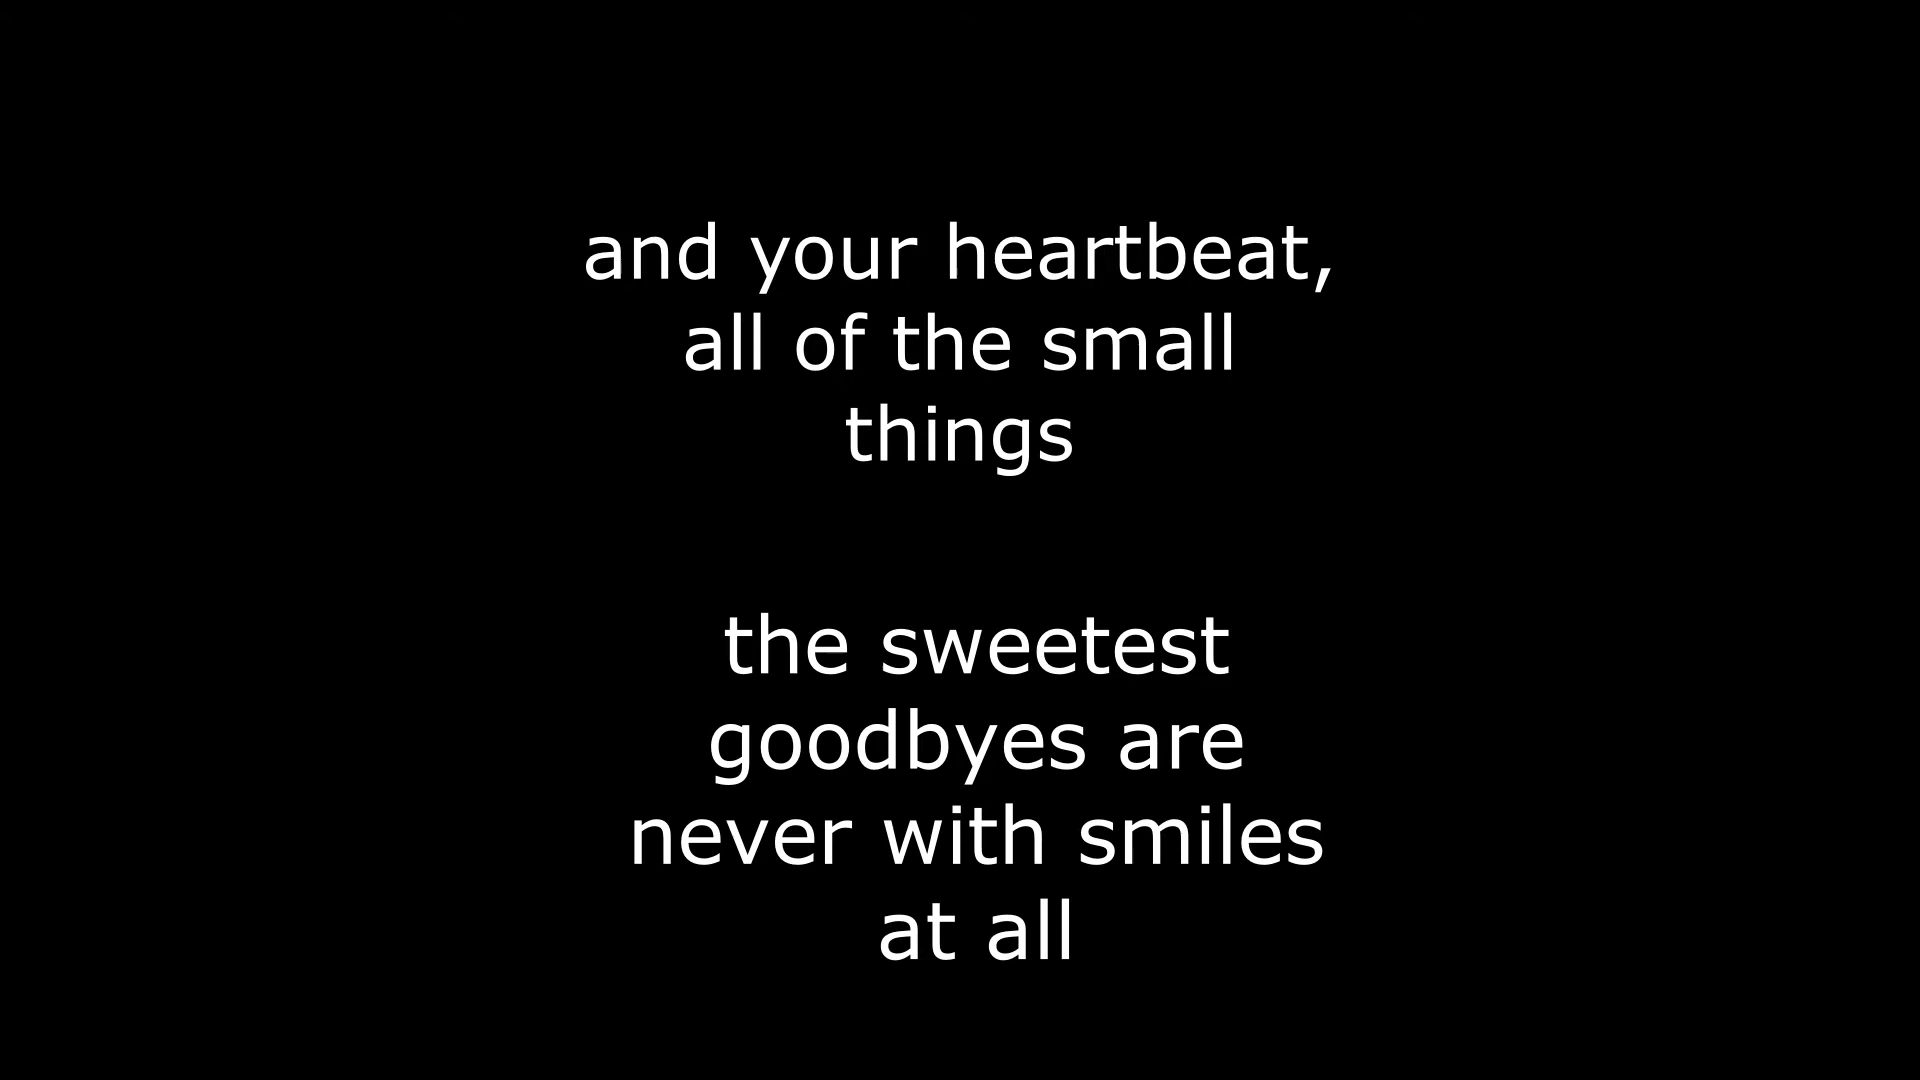 and your heartbeat,
all of the small
things
the sweetest
goodbyes are
never with smiles
at all